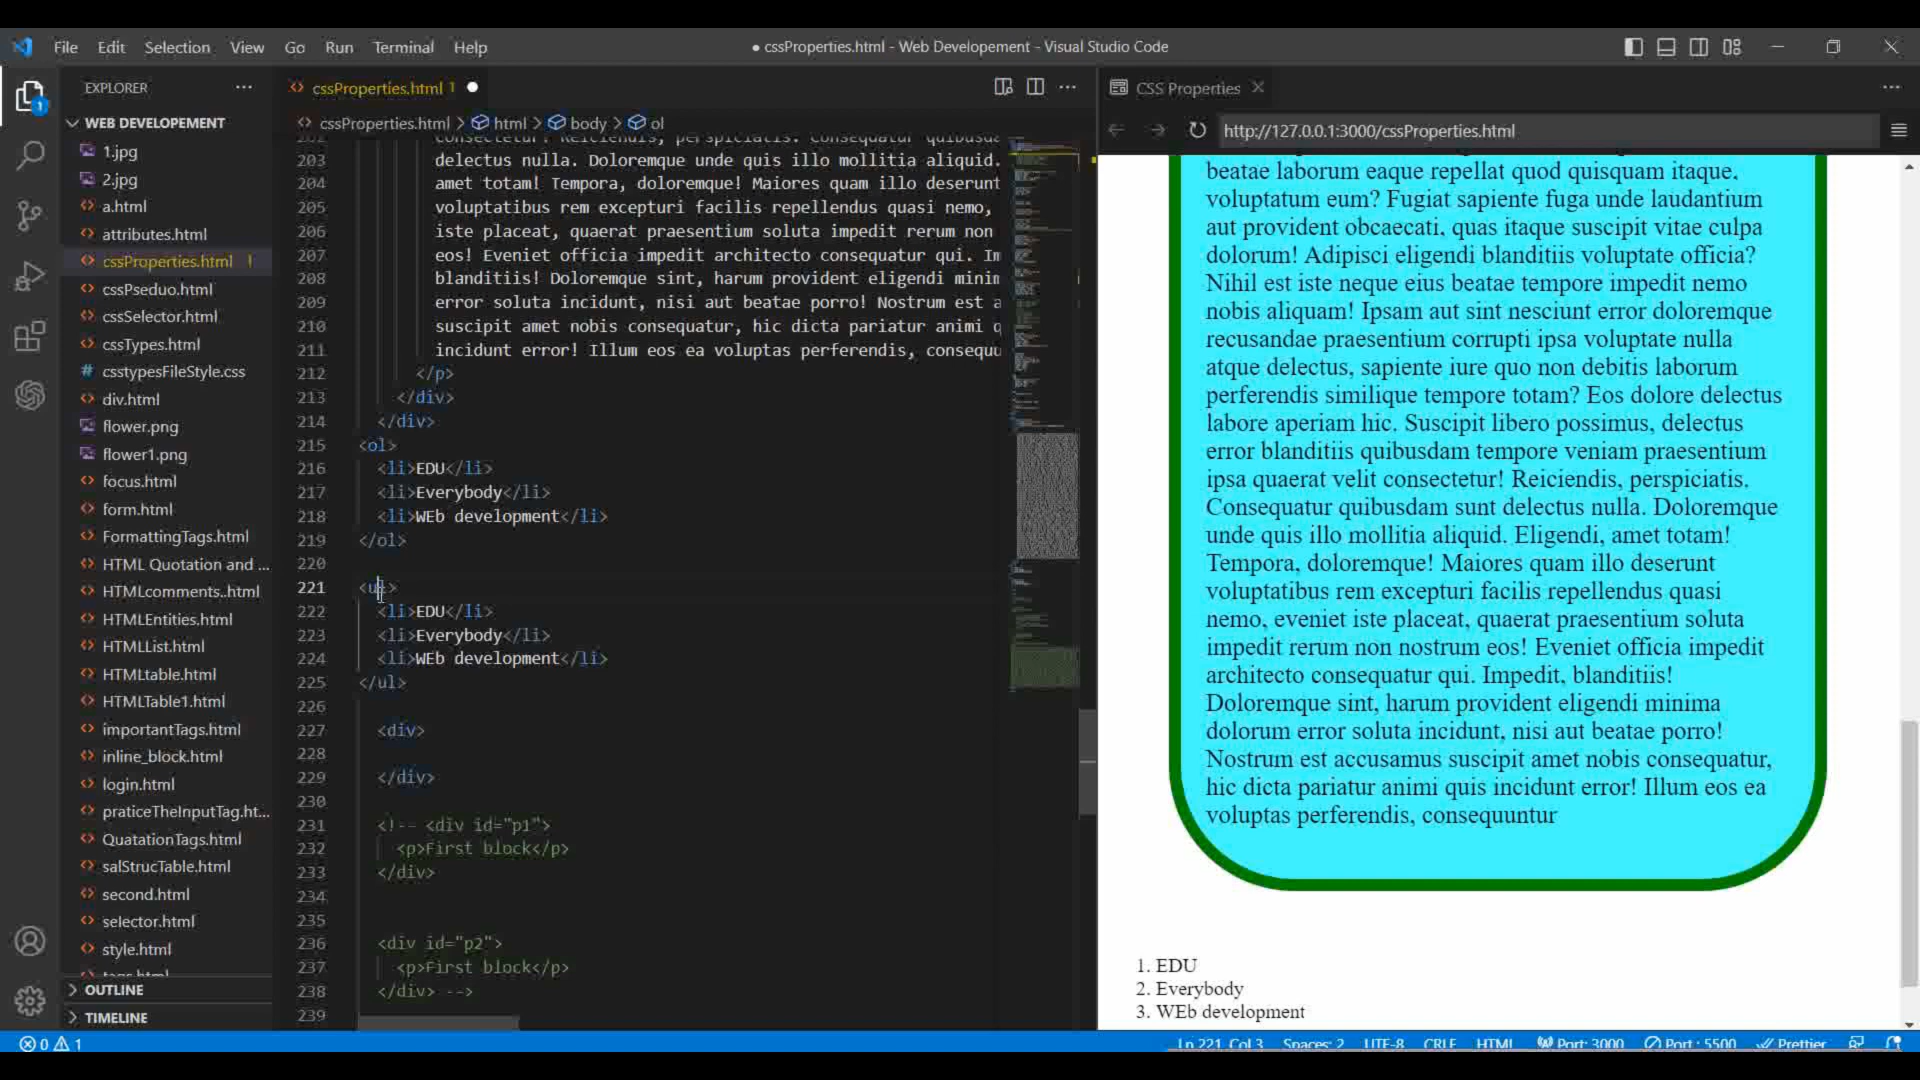 File Edit Selection View Go Run Terminal Help
● cssProperties.html - Web Developement - Visual Studio Code
EXPLORER
WEB DEVELOPEMENT
1.jpg
2.jpg
a.html
attributes.html
cssProperties.html 1
cssPseduo.html
cssSelector.html
cssTypes.html
csstypesFileStyle.css
div.html
flower.png
flower1.png
focus.html
form.html
FormattingTags.html
HTML Quotation and ...
HTMLcomments..html
HTMLEntities.html
HTMLList.html
HTMLtable.html
HTMLTable1.html
importantTags.html
inline_block.html
login.html
praticeTheInputTag.ht...
QuatationTags.html
salStrucTable.html
second.html
selector.html
style.html
tags.html
OUTLINE
TIMELINE
cssProperties.html 1
cssProperties.html > html > body > ol
202 consectetur! Reiciendis, perspiciatis. Consequatur quibusda
203 delectus nulla. Doloremque unde quis illo mollitia aliquid.
204 amet totam! Tempora, doloremque! Maiores quam illo deserunt
205 voluptatibus rem excepturi facilis repellendus quasi nemo,
206 iste placeat, quaerat praesentium soluta impedit rerum non
207 eos! Eveniet officia impedit architecto consequatur qui. Im
208 blanditiis! Doloremque sint, harum provident eligendi minim
209 error soluta incidunt, nisi aut beatae porro! Nostrum est a
210 suscipit amet nobis consequatur, hic dicta pariatur animi q
211 incidunt error! Illum eos ea voluptas perferendis, consequu
212 </p>
213 </div>
214 </div>
215 <ol>
216 <li>EDU</li>
217 <li>Everybody</li>
218 <li>WEb development</li>
219 </ol>
220
221 <ul>
222 <li>EDU</li>
223 <li>Everybody</li>
224 <li>WEb development</li>
225 </ul>
226
227 <div>
228
229 </div>
230
231 <!-- <div id="p1">
232 <p>First block</p>
233 </div>
234
235
236 <div id="p2">
237 <p>First block</p>
238 </div> -->
239
CSS Properties
http://127.0.0.1:3000/cssProperties.html
beatae laborum eaque repellat quod quisquam itaque,
voluptatum eum? Fugiat sapiente fuga unde laudantium
aut provident obcaecati, quas itaque suscipit vitae culpa
dolorum! Adipisci eligendi blanditiis voluptate officia?
Nihil est iste neque eius beatae tempore impedit nemo
nobis aliquam! Ipsam aut sint nesciunt error doloremque
recusandae praesentium corrupti ipsa voluptate nulla
atque delectus, sapiente iure quo non debitis laborum
perferendis similique tempore totam? Eos dolore delectus
labore aperiam hic. Suscipit libero possimus, delectus
error blanditiis quibusdam tempore veniam praesentium
ipsa quaerat velit consectetur! Reiciendis, perspiciatis.
Consequatur quibusdam sunt delectus nulla. Doloremque
unde quis illo mollitia aliquid. Eligendi, amet totam!
Tempora, doloremque! Maiores quam illo deserunt
voluptatibus rem excepturi facilis repellendus quasi
nemo, eveniet iste placeat, quaerat praesentium soluta
impedit rerum non nostrum eos! Eveniet officia impedit
architecto consequatur qui. Impedit, blanditiis!
Doloremque sint, harum provident eligendi minima
dolorum error soluta incidunt, nisi aut beatae porro!
Nostrum est accusamus suscipit amet nobis consequatur,
hic dicta pariatur animi quis incidunt error! Illum eos ea
voluptas perferendis, consequuntur
1. EDU
2. Everybody
3. WEb development
0 1 Ln 221, Col 3 Spaces: 2 UTF-8 CRLF HTML Port: 3000 Port : 5500 Prettier